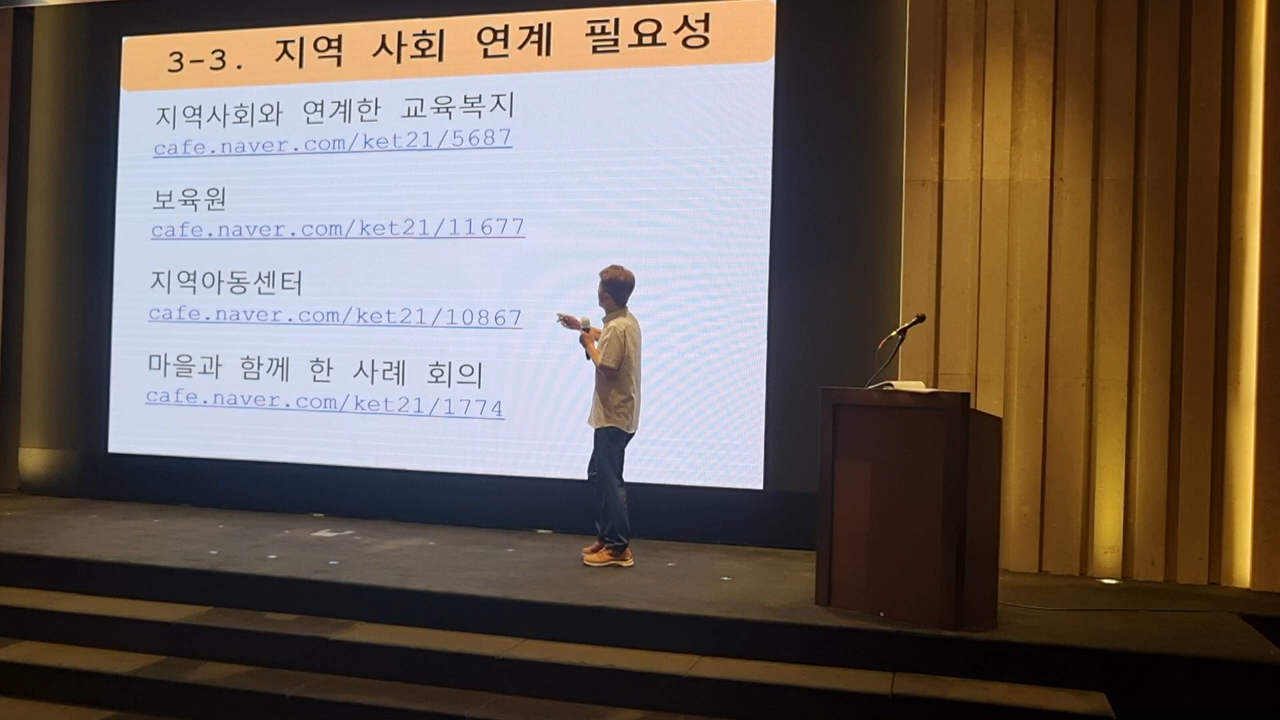 3-3. 지역 사회 연계 필요성
지역사회와 연계한 교육복지
cafe.naver.com/ket21/5687
보육원
cafe.naver.com/ket21/11677
지역아동센터
cafe.naver.com/ket21/10867
마을과 함께 한 사례 회의
cafe.naver.com/ket21/1774